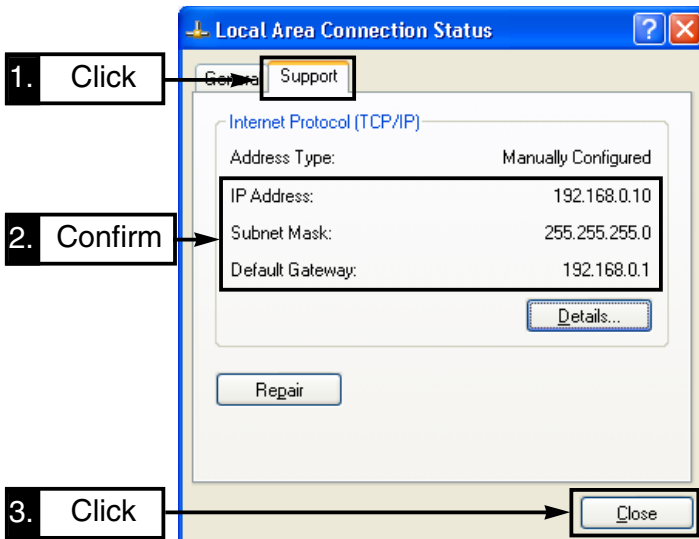 Local Area Connection Status
1. Click
General Support
Internet Protocol (TCP/IP)
Address Type: Manually Configured
IP Address: 192.168.0.10
2. Confirm
Subnet Mask: 255.255.255.0
Default Gateway: 192.168.0.1
Details...
Repair
3. Click
Close